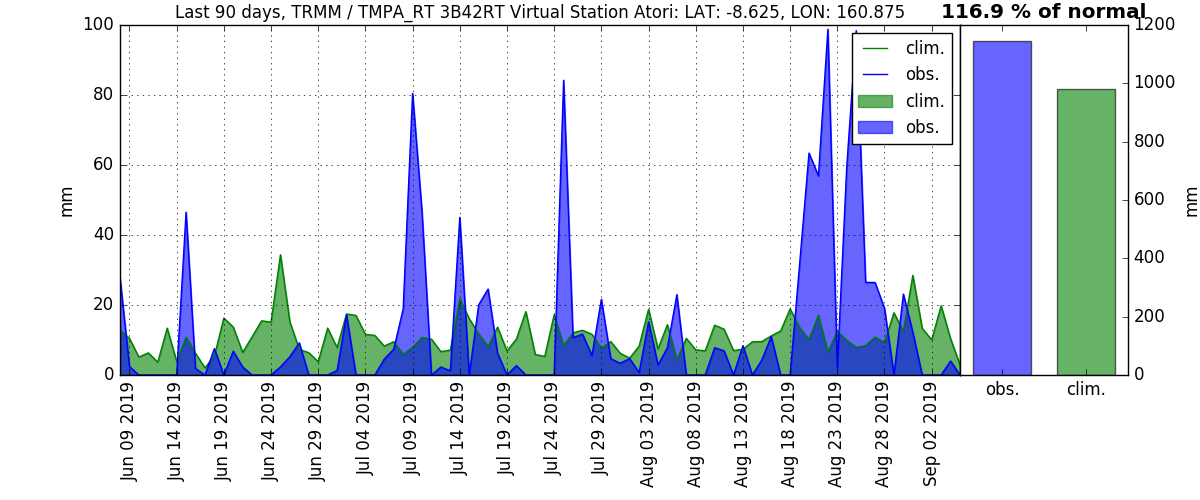 Last 90 days, TRMM / TMPA_RT 3B42RT Virtual Station Atori: LAT: -8.625, LON: 160.875
116.9 % of normal
100
80
60
40
20
0
mm
clim.
obs.
clim.
obs.
1200
1000
800
600
400
200
0
mm
obs.
clim.
Jun 09 2019
Jun 14 2019
Jun 19 2019
Jun 24 2019
Jun 29 2019
Jul 04 2019
Jul 09 2019
Jul 14 2019
Jul 19 2019
Jul 24 2019
Jul 29 2019
Aug 03 2019
Aug 08 2019
Aug 13 2019
Aug 18 2019
Aug 23 2019
Aug 28 2019
Sep 02 2019